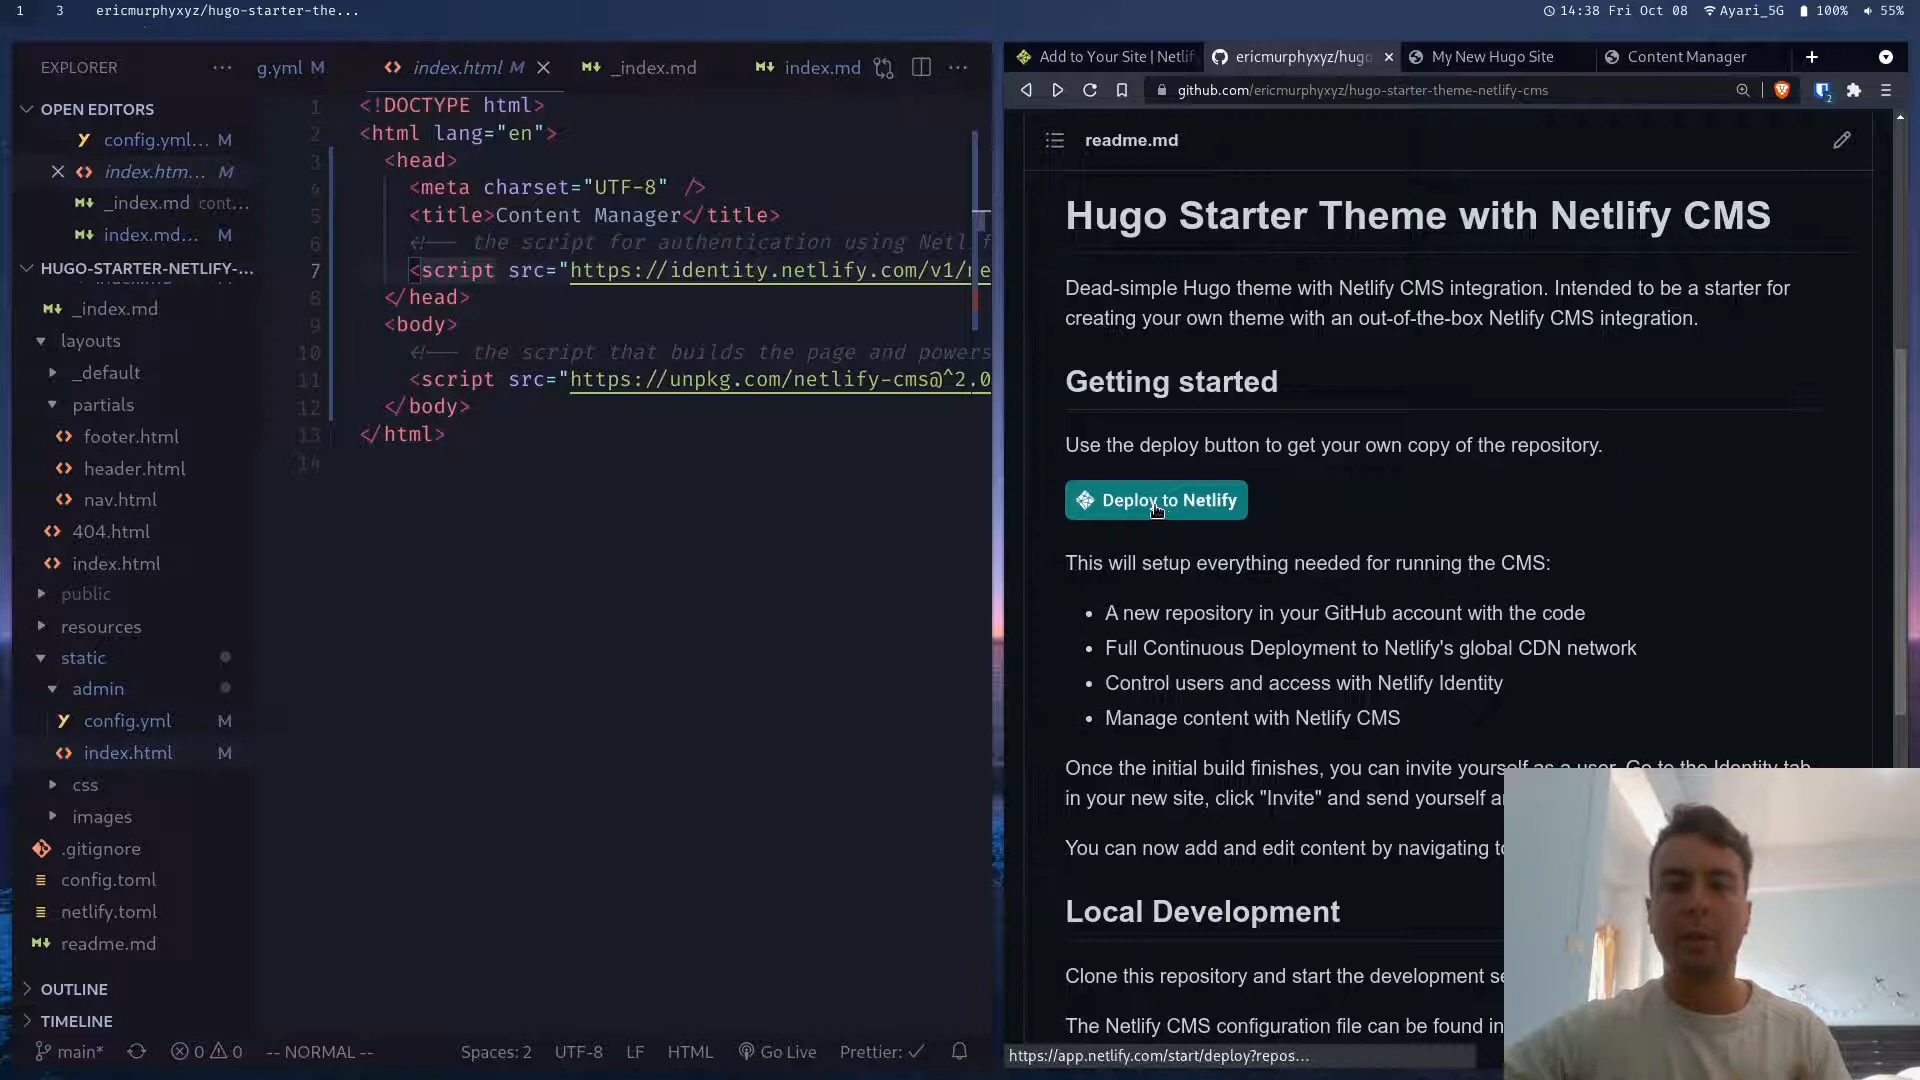 1 3 ericmurphyxyz/hugo-starter-the...
14:38 Fri Oct 08 Ayari_5G 100% 55%
EXPLORER
OPEN EDITORS
config.yml... M
index.htm... M
_index.md cont...
index.md... M
HUGO-STARTER-NETLIFY-...
_index.md
layouts
_default
partials
footer.html
header.html
nav.html
404.html
index.html
public
resources
static
admin
config.yml M
index.html M
css
images
.gitignore
config.toml
netlify.toml
readme.md
OUTLINE
TIMELINE
g.yml M index.html M _index.md index.md
1 <!DOCTYPE html>
2 <html lang="en">
3 <head>
4 <meta charset="UTF-8" />
5 <title>Content Manager</title>
6 <!-- the script for authentication using Netlif
7 <script src="https://identity.netlify.com/v1/ne
8 </head>
9 <body>
10 <!-- the script that builds the page and powers
11 <script src="https://unpkg.com/netlify-cms@^2.0
12 </body>
13 </html>
14
main* 0 0 -- NORMAL -- Spaces: 2 UTF-8 LF HTML Go Live Prettier:
Add to Your Site | Netlif ericmurphyxyz/hugo My New Hugo Site Content Manager
github.com/ericmurphyxyz/hugo-starter-theme-netlify-cms 2
readme.md
Hugo Starter Theme with Netlify CMS
Dead-simple Hugo theme with Netlify CMS integration. Intended to be a starter for
creating your own theme with an out-of-the-box Netlify CMS integration.
Getting started
Use the deploy button to get your own copy of the repository.
Deploy to Netlify
This will setup everything needed for running the CMS:
• A new repository in your GitHub account with the code
• Full Continuous Deployment to Netlify's global CDN network
• Control users and access with Netlify Identity
• Manage content with Netlify CMS
Once the initial build finishes, you can invite yourself as a user. Go to the Identity tab
in your new site, click "Invite" and send yourself a
You can now add and edit content by navigating to
Local Development
Clone this repository and start the development se
The Netlify CMS configuration file can be found in
https://app.netlify.com/start/deploy?repos...